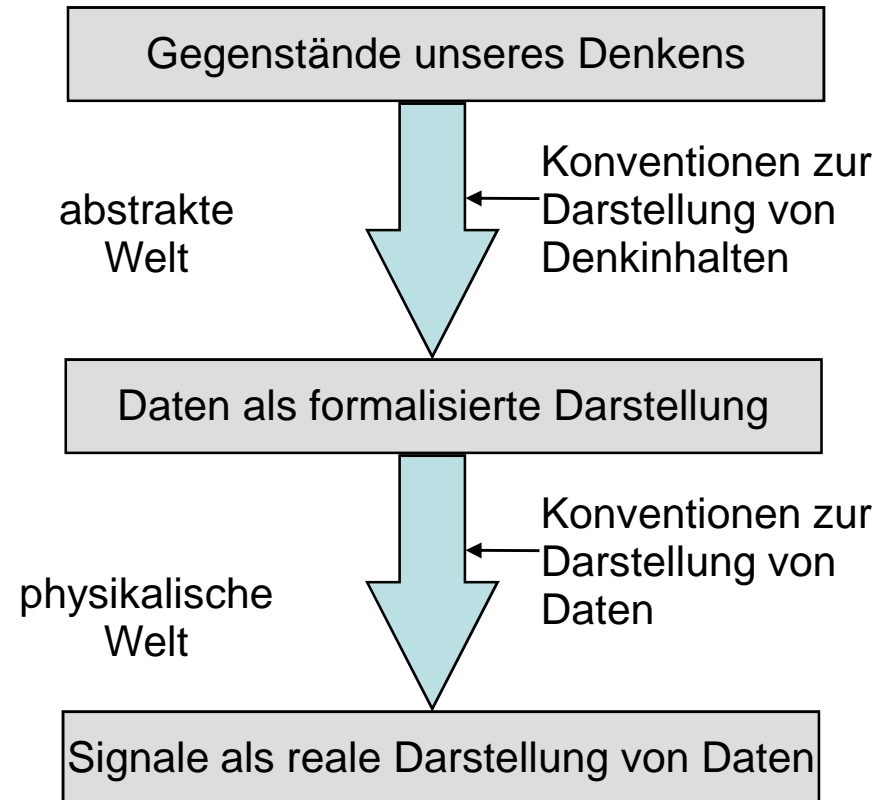 Gegenstände unseres Denkens
abstrakte
Welt
Konventionen zur
Darstellung von
Denkinhalten
Daten als formalisierte Darstellung
physikalische
Welt
Konventionen zur
Darstellung von
Daten
Signale als reale Darstellung von Daten